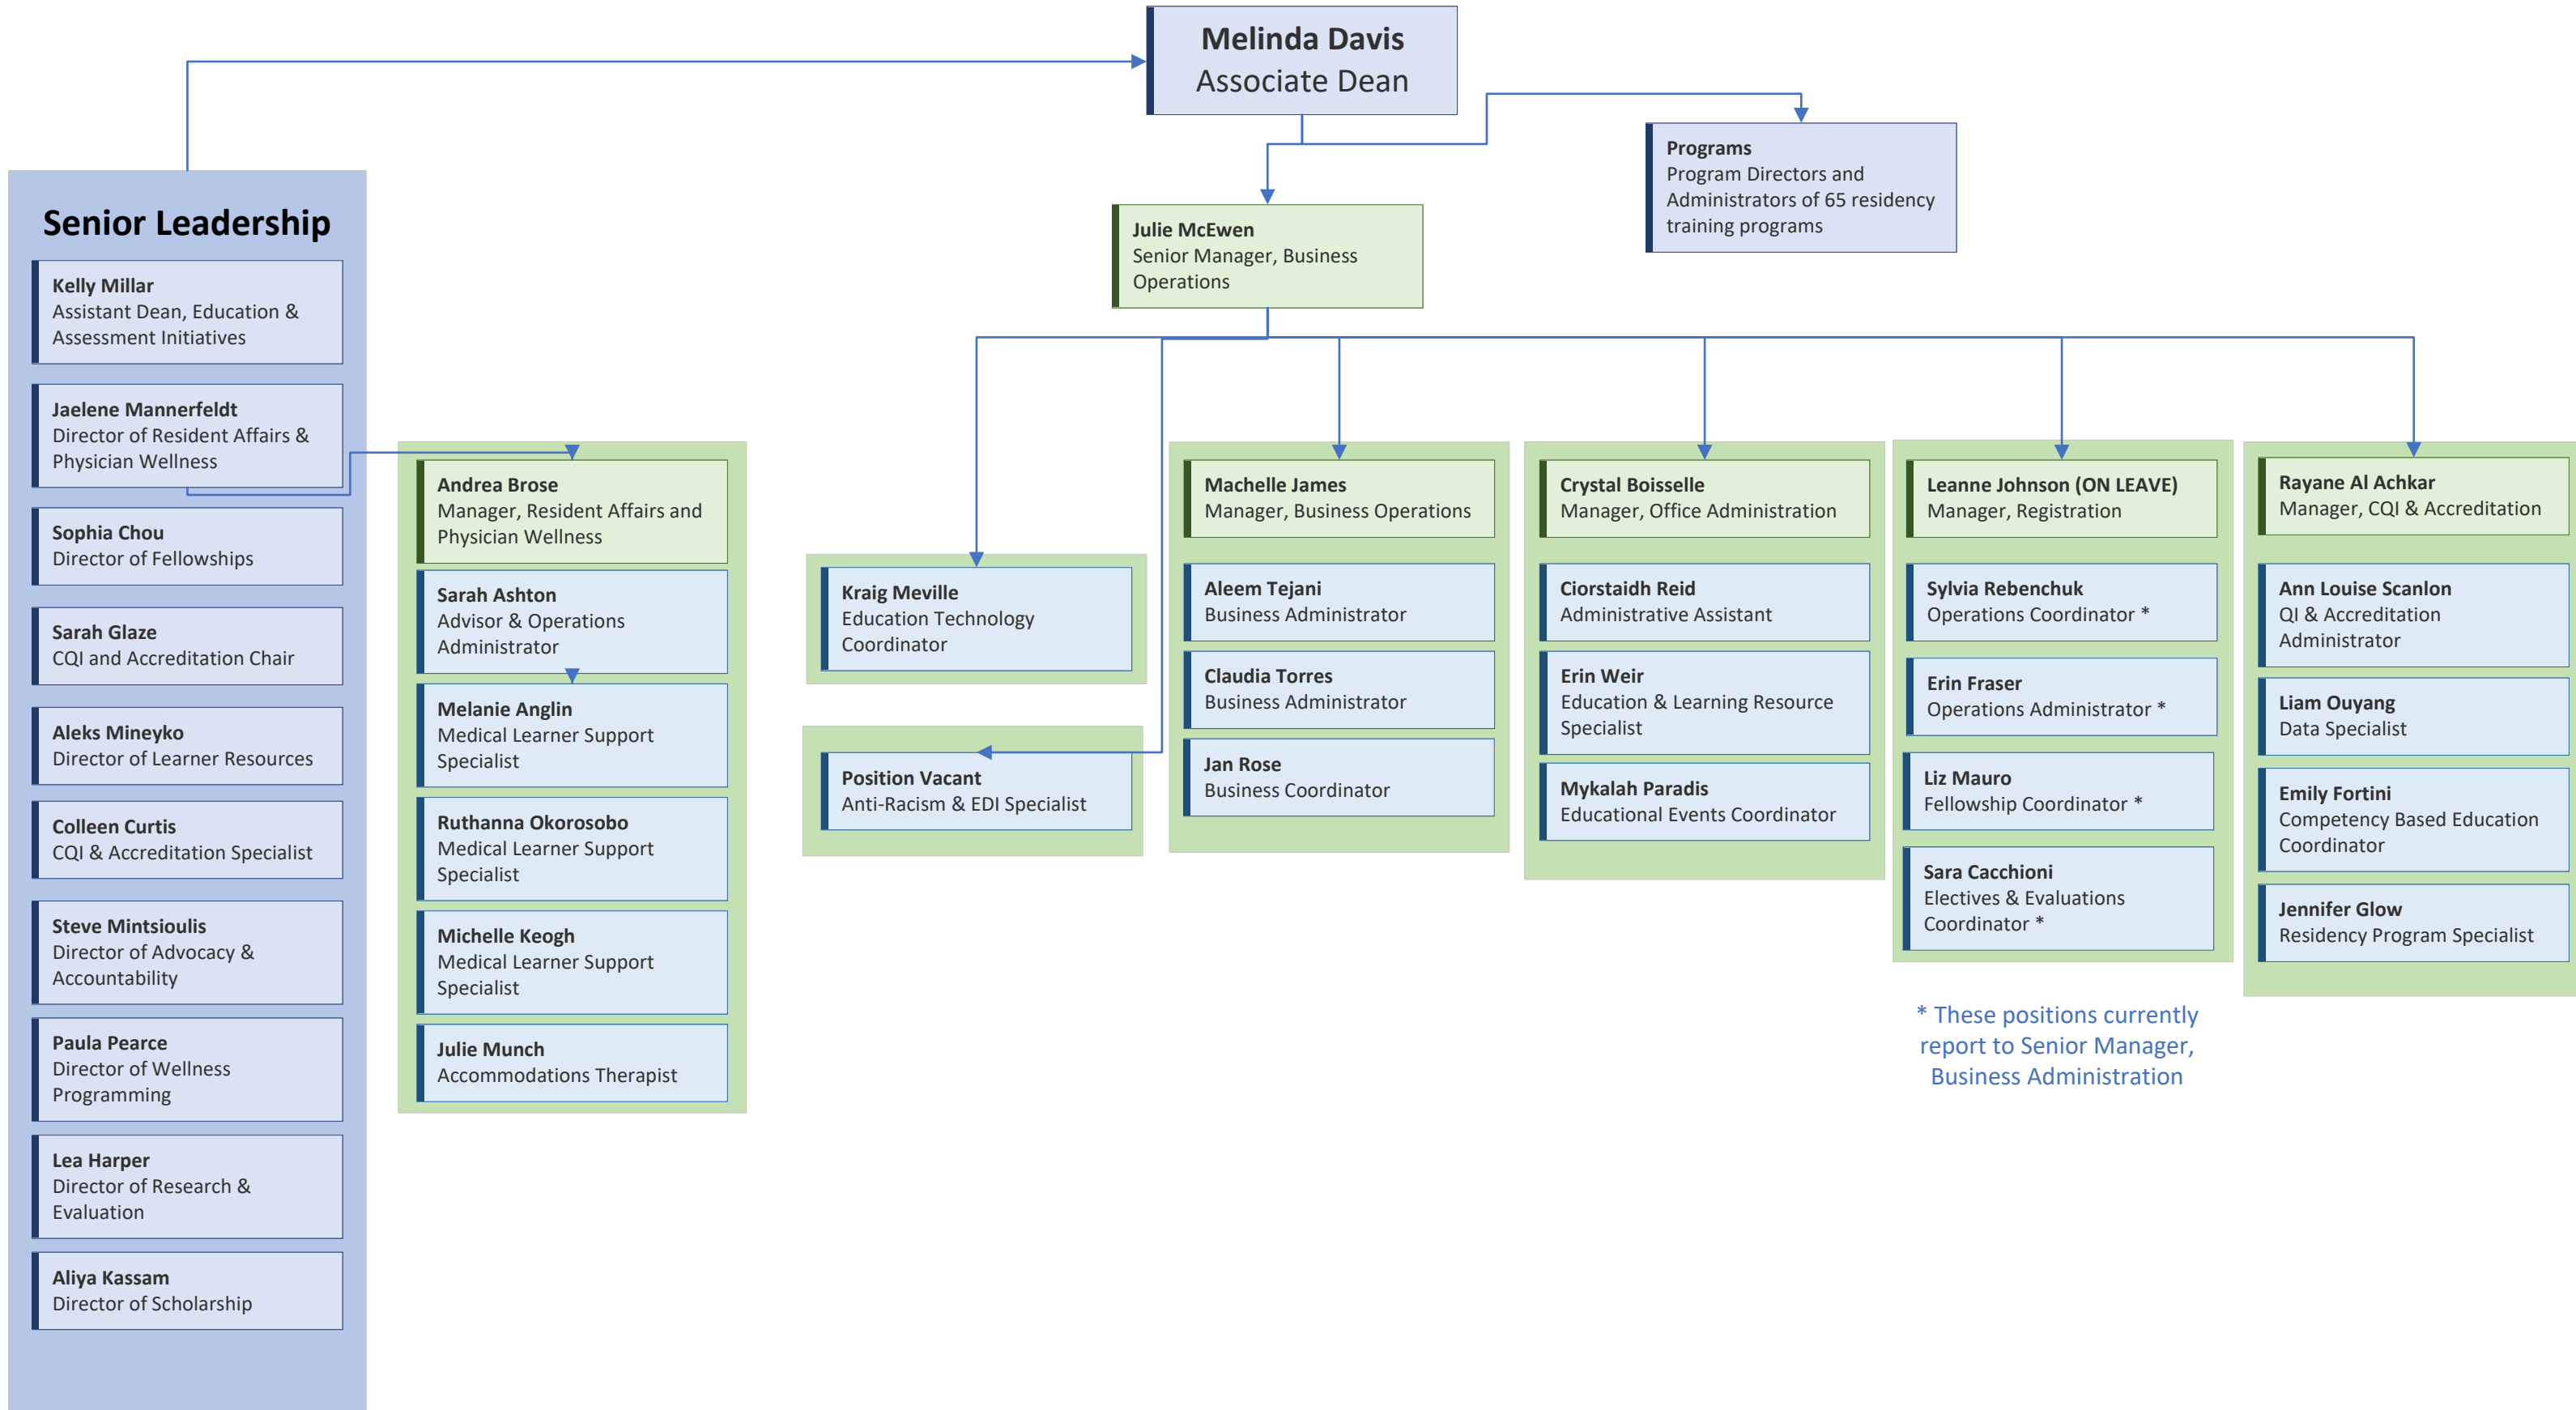 Melinda Davis
Associate Dean
Programs
Program Directors and
Administrators of 65 residency
training programs
Julie McEwen
Senior Manager, Business
Operations
Senior Leadership
Kelly Millar
Assistant Dean, Education &
Assessment Initiatives
Jaelene Mannerfeldt
Director of Resident Affairs &
Physician Wellness
Sophia Chou
Director of Fellowships
Sarah Glaze
CQI and Accreditation Chair
Aleks Mineyko
Director of Learner Resources
Colleen Curtis
CQI & Accreditation Specialist
Steve Mintsioulis
Director of Advocacy &
Accountability
Paula Pearce
Director of Wellness
Programming
Lea Harper
Director of Research &
Evaluation
Aliya Kassam
Director of Scholarship
Andrea Brose
Manager, Resident Affairs and
Physician Wellness
Sarah Ashton
Advisor & Operations
Administrator
Melanie Anglin
Medical Learner Support
Specialist
Ruthanna Okorosobo
Medical Learner Support
Specialist
Michelle Keogh
Medical Learner Support
Specialist
Julie Munch
Accommodations Therapist
Kraig Meville
Education Technology
Coordinator
Position Vacant
Anti-Racism & EDI Specialist
Machelle James
Manager, Business Operations
Aleem Tejani
Business Administrator
Claudia Torres
Business Administrator
Jan Rose
Business Coordinator
Crystal Boisselle
Manager, Office Administration
Ciorstaidh Reid
Administrative Assistant
Erin Weir
Education & Learning Resource
Specialist
Mykalah Paradis
Educational Events Coordinator
Leanne Johnson (ON LEAVE)
Manager, Registration
Sylvia Rebenchuk
Operations Coordinator *
Erin Fraser
Operations Administrator *
Liz Mauro
Fellowship Coordinator *
Sara Cacchioni
Electives & Evaluations
Coordinator *
* These positions currently
report to Senior Manager,
Business Administration
Rayane Al Achkar
Manager, CQI & Accreditation
Ann Louise Scanlon
QI & Accreditation
Administrator
Liam Ouyang
Data Specialist
Emily Fortini
Competency Based Education
Coordinator
Jennifer Glow
Residency Program Specialist